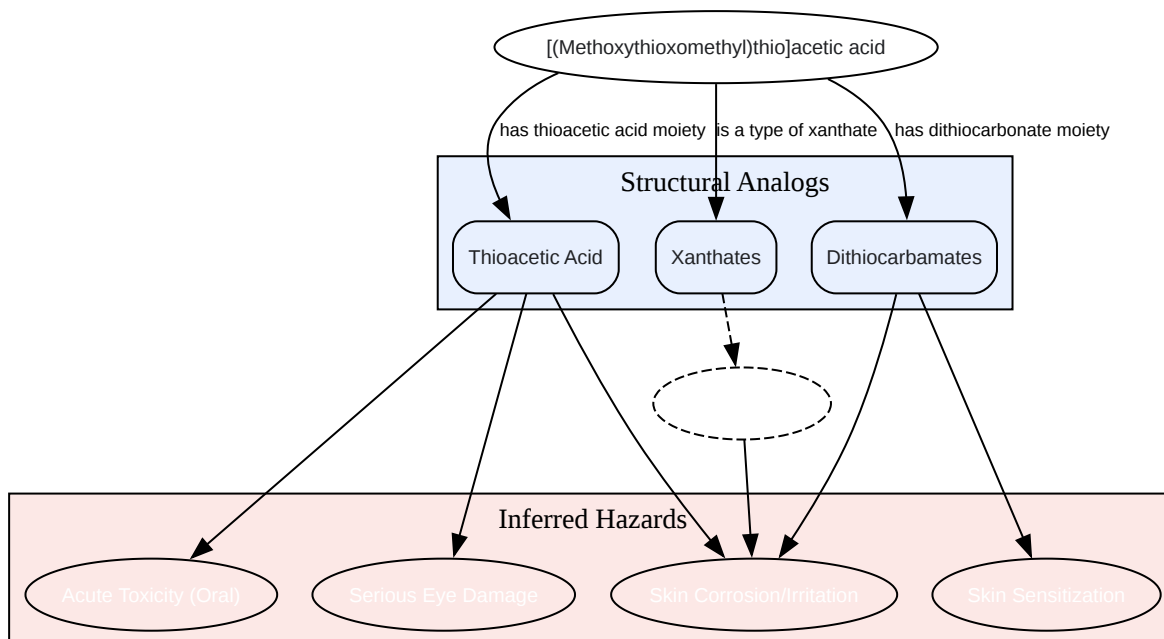 [(Methoxythioxomethyl)thio]acetic acid
has thioacetic acid moiety
is a type of xanthate
has dithiocarbonate moiety
Structural Analogs
Thioacetic Acid
Xanthates
Dithiocarbamates
Inferred Hazards
Acute Toxicity (Oral)
Serious Eye Damage
Skin Corrosion/Irritation
Skin Sensitization